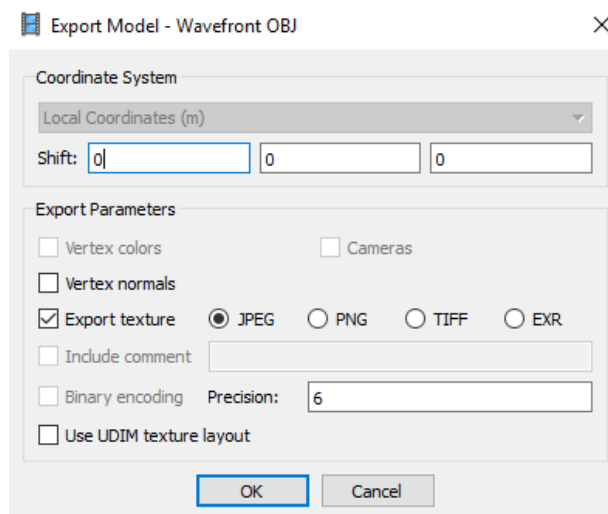 Export Model - Wavefront OBJ
Coordinate System
Local Coordinates (m)
Shift: 0 0 0
Export Parameters
Vertex colors Cameras
Vertex normals
Export texture JPEG PNG TIFF EXR
Include comment
Binary encoding Precision: 6
Use UDIM texture layout
OK Cancel